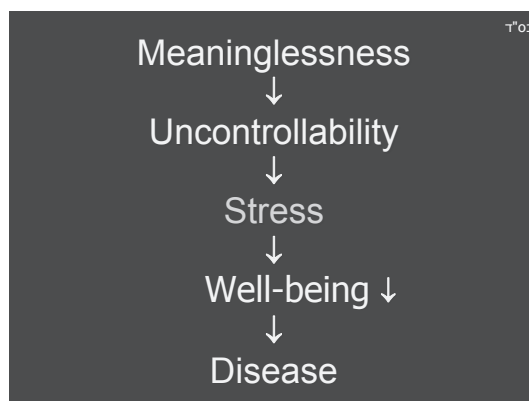 בס"ד
Meaninglessness
↓
Uncontrollability
↓
Stress
↓
Well-being ↓
↓
Disease